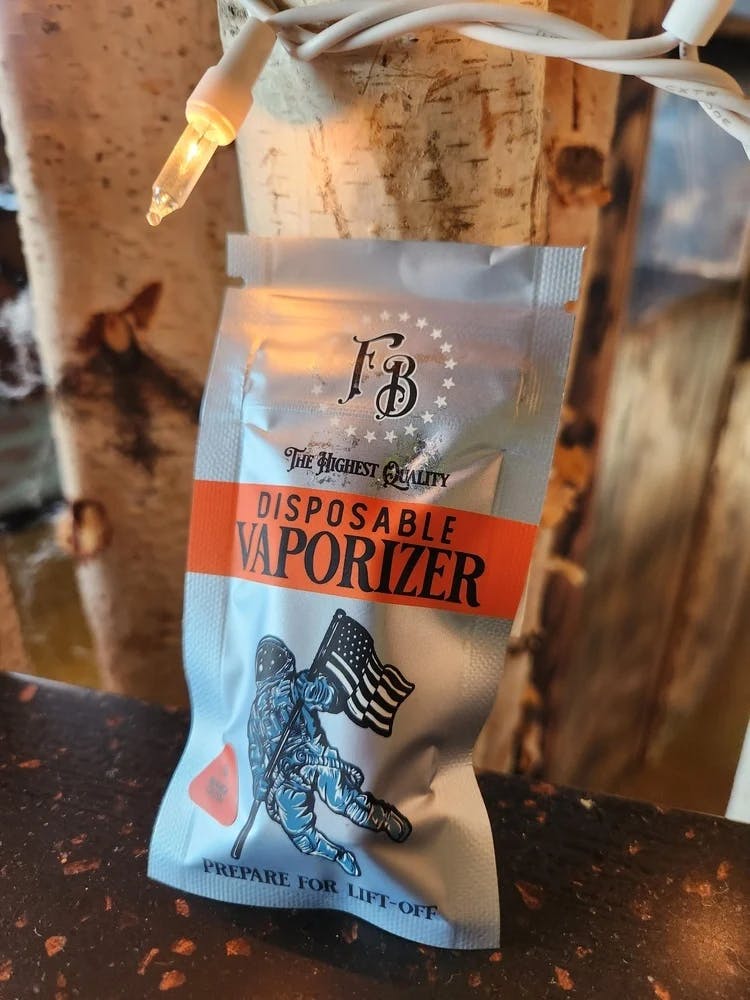 FB
The Highest Quality
DISPOSABLE
VAPORIZER
PREPARE FOR LIFT-OFF